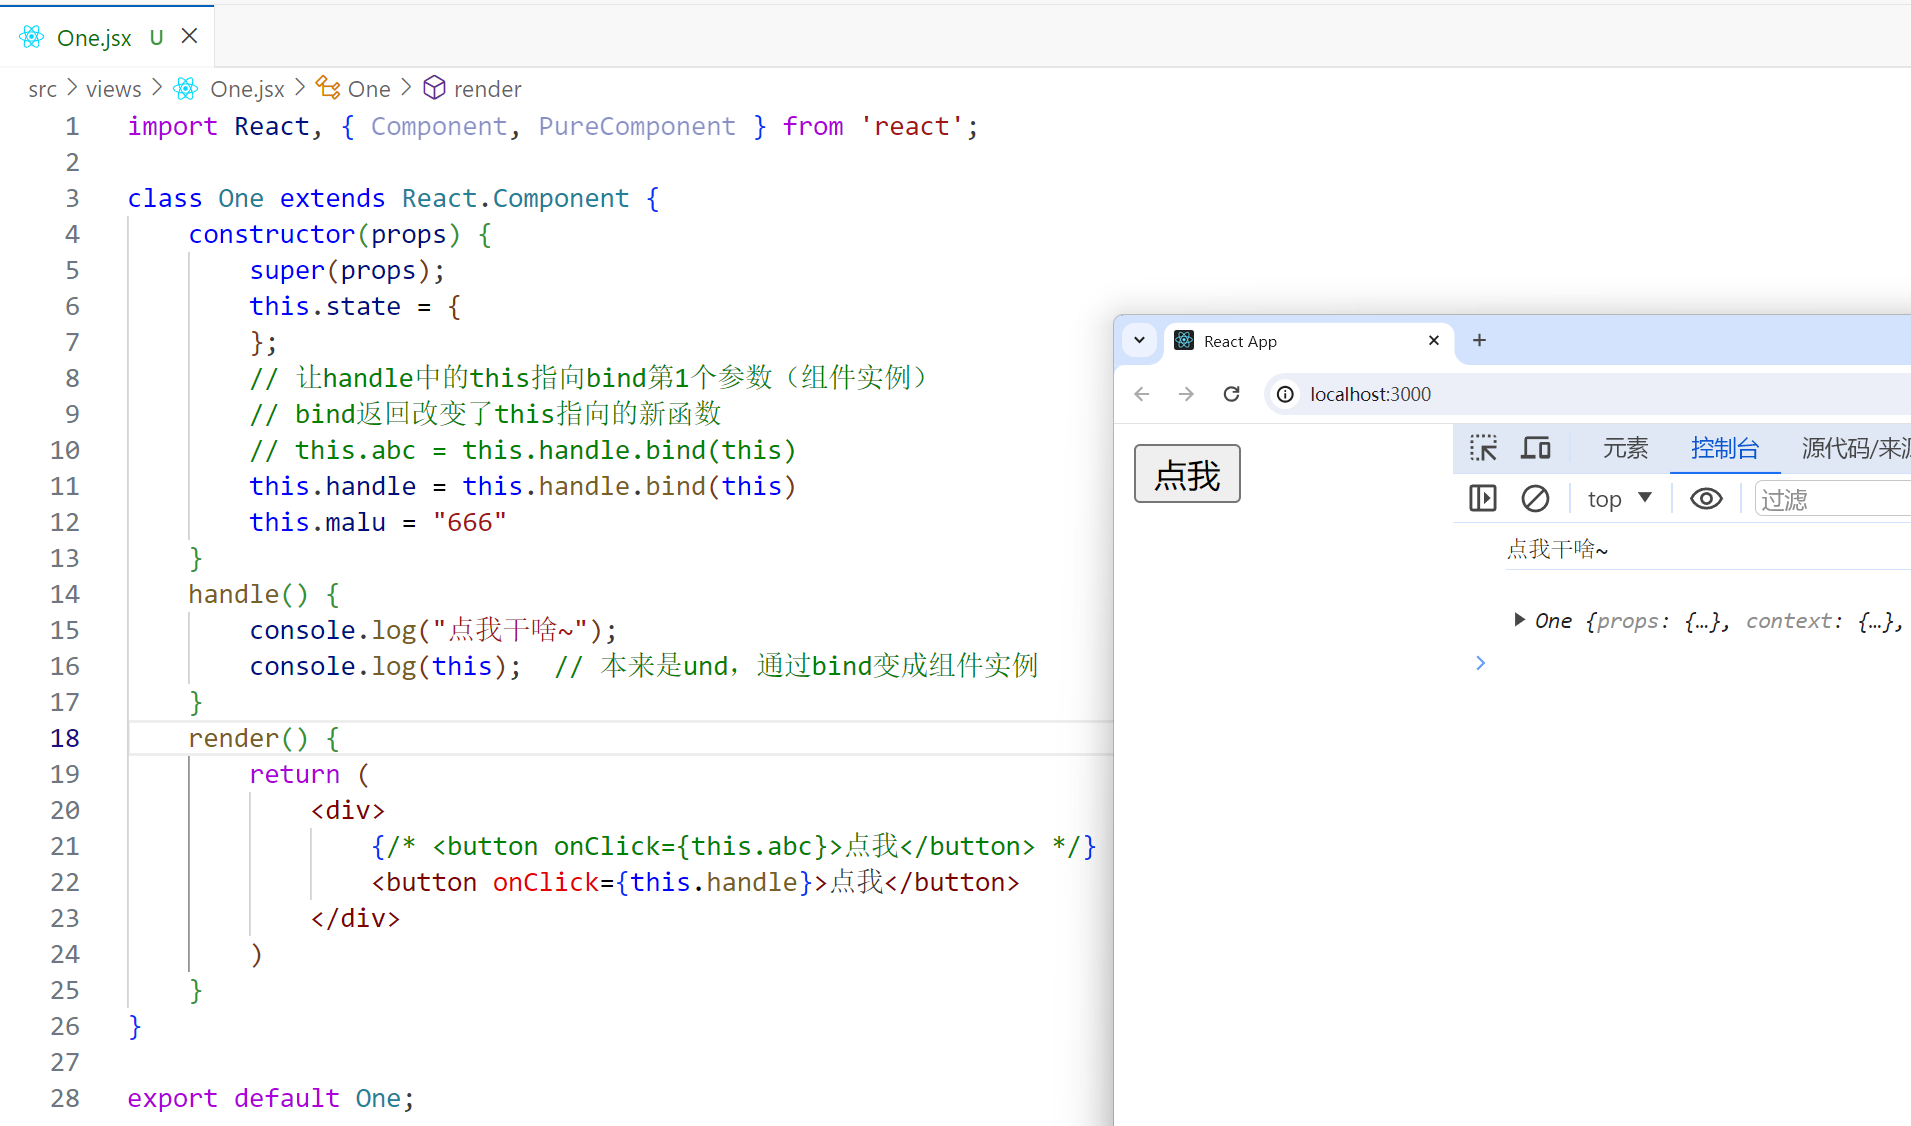 One.jsx U
src > views > One.jsx > One > render
1 import React, { Component, PureComponent } from 'react';
2
3 class One extends React.Component {
4 constructor(props) {
5 super(props);
6 this.state = {
7 };
8 // 让handle中的this指向bind第1个参数（组件实例）
9 // bind返回改变了this指向的新函数
10 // this.abc = this.handle.bind(this)
11 this.handle = this.handle.bind(this)
12 this.malu = "666"
13 }
14 handle() {
15 console.log("点我干啥~");
16 console.log(this); // 本来是und，通过bind变成组件实例
17 }
18 render() {
19 return (
20 <div>
21 {/* <button onClick={this.abc}>点我</button> */}
22 <button onClick={this.handle}>点我</button>
23 </div>
24 )
25 }
26 }
27
28 export default One;
React App
localhost:3000
点我
元素 控制台 源代码/来源
top 过滤
点我干啥~
One {props: {…}, context: {…},